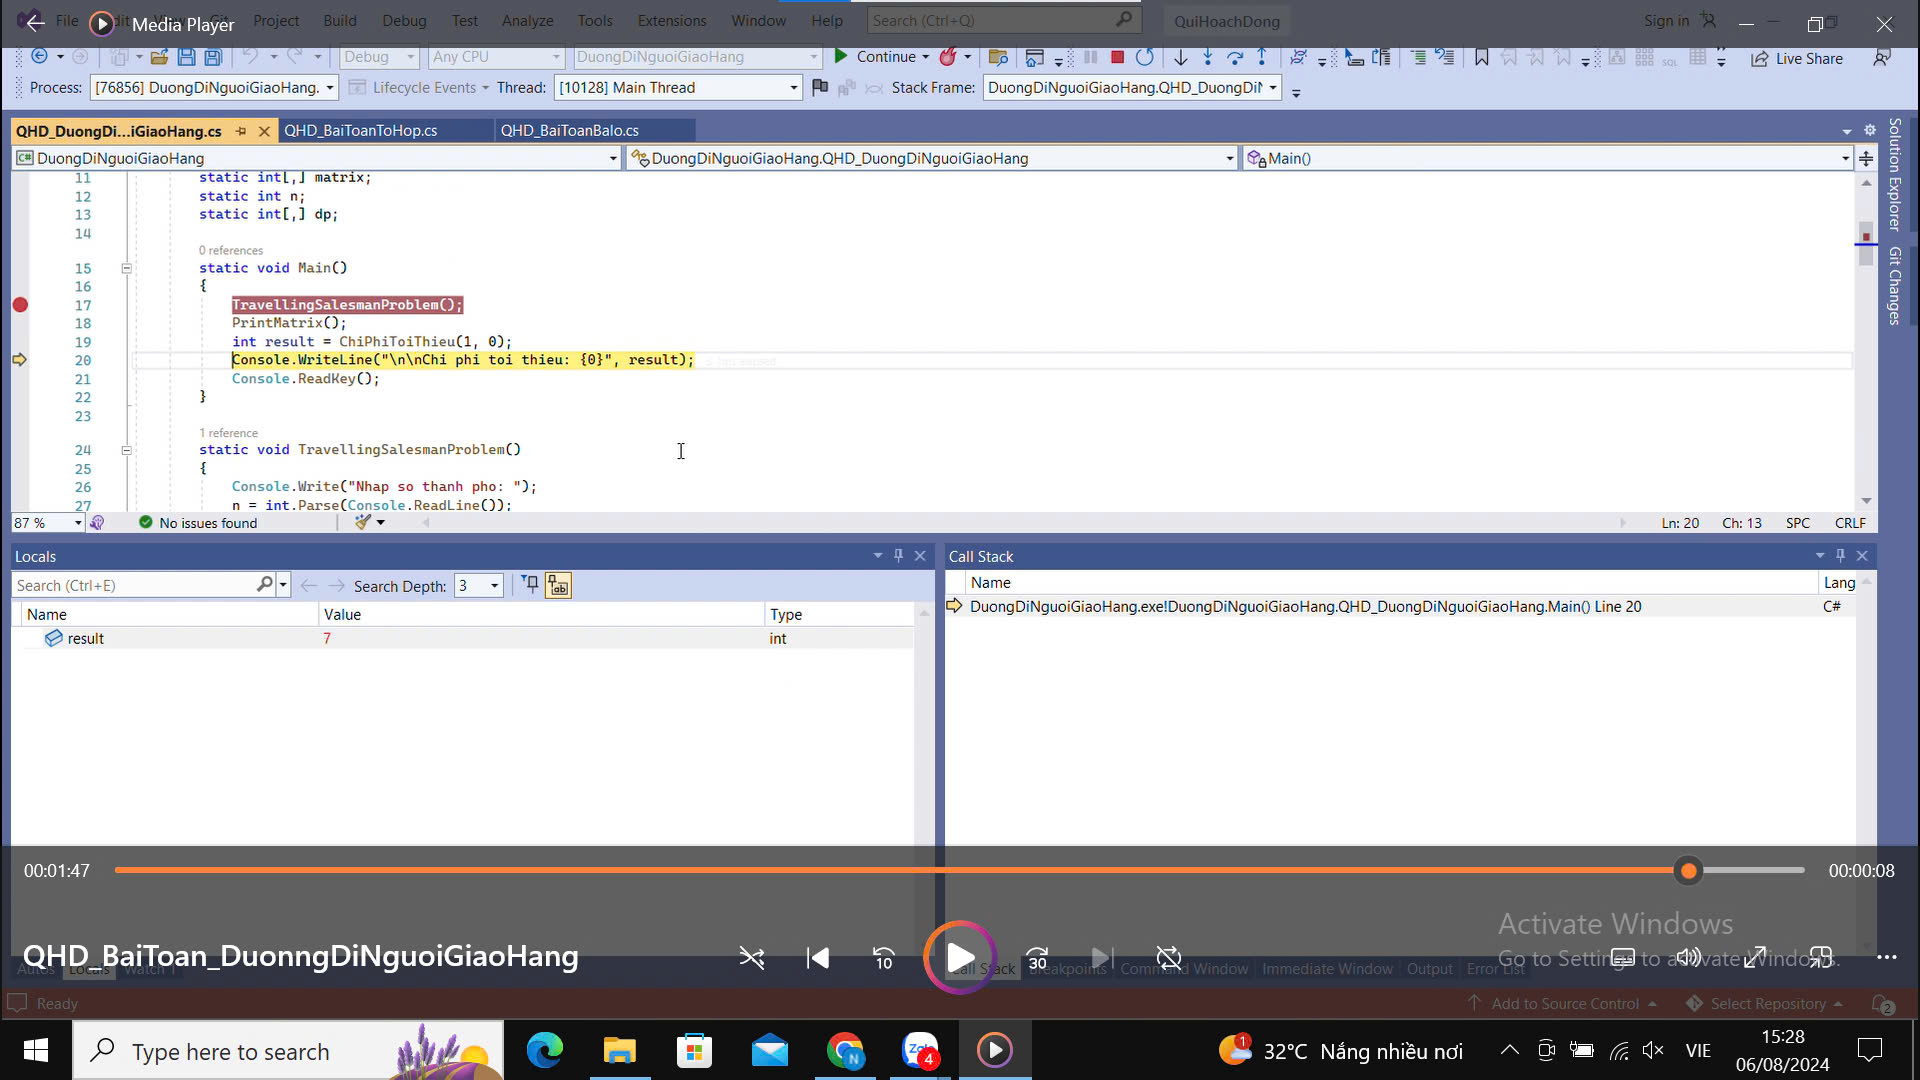 Media Player
File Edit View Git Project Build Debug Test Analyze Tools Extensions Window Help Search (Ctrl+Q) QuiHoachDong Sign in
Debug Any CPU DuongDiNguoiGiaoHang Continue Live Share
Process: [76856] DuongDiNguoiGiaoHang. Lifecycle Events Thread: [10128] Main Thread Stack Frame: DuongDiNguoiGiaoHang.QHD_DuongDiN
QHD_DuongDi...iGiaoHang.cs QHD_BaiToanToHop.cs QHD_BaiToanBalo.cs
DuongDiNguoiGiaoHang DuongDiNguoiGiaoHang.QHD_DuongDiNguoiGiaoHang Main()
Solution Explorer
Git Changes
11 static int[,] matrix;
12 static int n;
13 static int[,] dp;
14
0 references
15 static void Main()
16 {
17 TravellingSalesmanProblem();
18 PrintMatrix();
19 int result = ChiPhiToiThieu(1, 0);
20 Console.WriteLine("\n\nChi phi toi thieu: {0}", result);
21 Console.ReadKey();
22 }
23
1 reference
24 static void TravellingSalesmanProblem()
25 {
26 Console.Write("Nhap so thanh pho: ");
27 n = int.Parse(Console.ReadLine());
87 % No issues found Ln: 20 Ch: 13 SPC CRLF
Locals
Search (Ctrl+E) Search Depth: 3
Name Value Type
result 7 int
Call Stack
Name Lang
DuongDiNguoiGiaoHang.exe!DuongDiNguoiGiaoHang.QHD_DuongDiNguoiGiaoHang.Main() Line 20 C#
00:01:47 00:00:08
Activate Windows
Go to Settings to activate Windows.
QHD_BaiToan_DuonngDiNguoiGiaoHang
10
30
Autos Locals Watch 1
Call Stack Breakpoints Command Window Immediate Window Output Error List
Ready Add to Source Control Select Repository 2
Type here to search N Zalo 4 1 32°C Nắng nhiều nơi VIE 15:28
06/08/2024